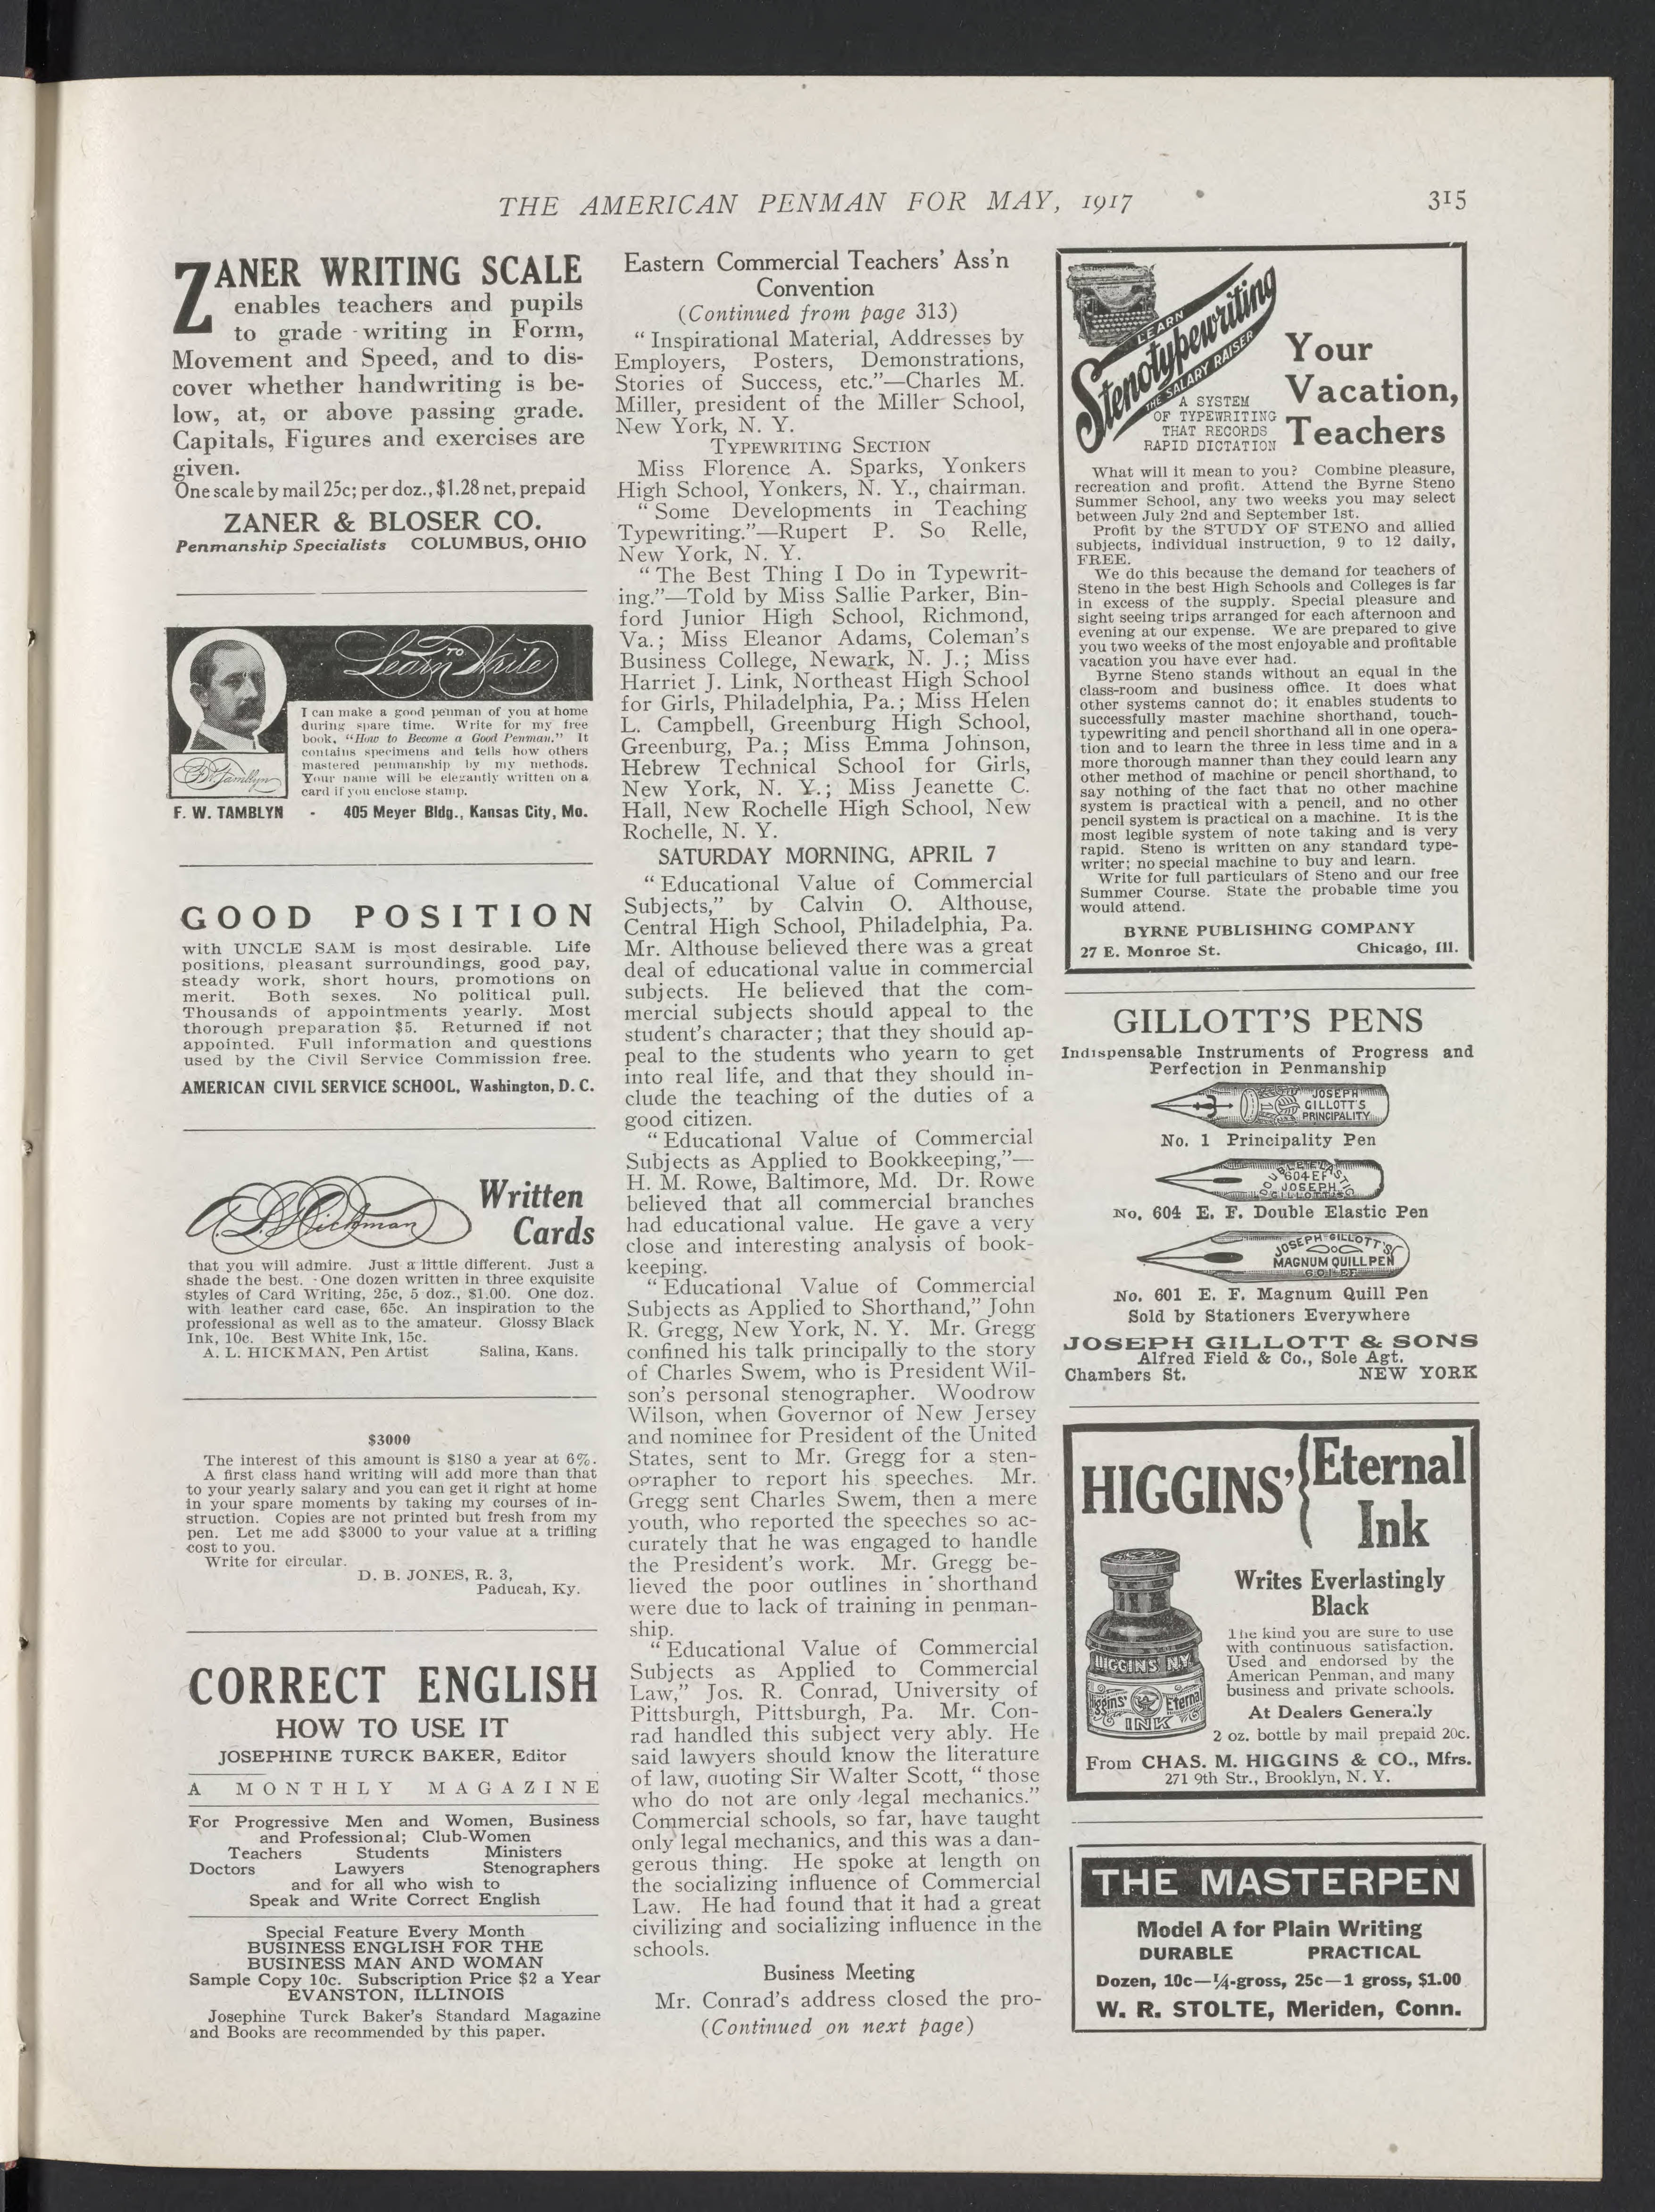 THE AMERICAN PENMAN FOR MAY, 1917
315
ZANER WRITING SCALE
enables teachers and pupils
to grade writing in Form,
Movement and Speed, and to dis-
cover whether handwriting is be-
low, at, or above passing grade.
Capitals, Figures and exercises are
given.
One scale by mail 25c; per doz., $1.28 net, prepaid
ZANER & BLOSER CO.
Penmanship Specialists COLUMBUS, OHIO
Learn TO Write
I can make a good penman of you at home
during spare time. Write for my free
book, "How to Become a Good Penman." It
contains specimens and tells how others
mastered penmanship by my methods.
Your name will be elegantly written on a
card if you enclose stamp.
F. W. Tamblyn
F. W. TAMBLYN - 405 Meyer Bldg., Kansas City, Mo.
GOOD POSITION
with UNCLE SAM is most desirable. Life
positions, pleasant surroundings, good pay,
steady work, short hours, promotions on
merit. Both sexes. No political pull.
Thousands of appointments yearly. Most
thorough preparation $5. Returned if not
appointed. Full information and questions
used by the Civil Service Commission free.
AMERICAN CIVIL SERVICE SCHOOL, Washington, D. C.
A. L. Hickman
Written
Cards
that you will admire. Just a little different. Just a
shade the best. - One dozen written in three exquisite
styles of Card Writing, 25c, 5 doz., $1.00. One doz.
with leather card case, 65c. An inspiration to the
professional as well as to the amateur. Glossy Black
Ink, 10c. Best White Ink, 15c.
A. L. HICKMAN, Pen Artist Salina, Kans.
$3000
The interest of this amount is $180 a year at 6%.
A first class hand writing will add more than that
to your yearly salary and you can get it right at home
in your spare moments by taking my courses of in-
struction. Copies are not printed but fresh from my
pen. Let me add $3000 to your value at a trifling
cost to you.
Write for circular.
D. B. JONES, R. 3,
Paducah, Ky.
CORRECT ENGLISH
HOW TO USE IT
JOSEPHINE TURCK BAKER, Editor
A MONTHLY MAGAZINE
For Progressive Men and Women, Business
and Professional; Club-Women
Teachers Students Ministers
Doctors Lawyers Stenographers
and for all who wish to
Speak and Write Correct English
Special Feature Every Month
BUSINESS ENGLISH FOR THE
BUSINESS MAN AND WOMAN
Sample Copy 10c. Subscription Price $2 a Year
EVANSTON, ILLINOIS
Josephine Turck Baker's Standard Magazine
and Books are recommended by this paper.
Eastern Commercial Teachers' Ass'n
Convention
(Continued from page 313)
"Inspirational Material, Addresses by
Employers, Posters, Demonstrations,
Stories of Success, etc."—Charles M.
Miller, president of the Miller School,
New York, N. Y.
TYPEWRITING SECTION
Miss Florence A. Sparks, Yonkers
High School, Yonkers, N. Y., chairman.
"Some Developments in Teaching
Typewriting."—Rupert P. So Relle,
New York, N. Y.
"The Best Thing I Do in Typewrit-
ing."—Told by Miss Sallie Parker, Bin-
ford Junior High School, Richmond,
Va.; Miss Eleanor Adams, Coleman's
Business College, Newark, N. J.; Miss
Harriet J. Link, Northeast High School
for Girls, Philadelphia, Pa.; Miss Helen
L. Campbell, Greenburg High School,
Greenburg, Pa.; Miss Emma Johnson,
Hebrew Technical School for Girls,
New York, N. Y.; Miss Jeanette C.
Hall, New Rochelle High School, New
Rochelle, N. Y.
SATURDAY MORNING, APRIL 7
"Educational Value of Commercial
Subjects," by Calvin O. Althouse,
Central High School, Philadelphia, Pa.
Mr. Althouse believed there was a great
deal of educational value in commercial
subjects. He believed that the com-
mercial subjects should appeal to the
student's character; that they should ap-
peal to the students who yearn to get
into real life, and that they should in-
clude the teaching of the duties of a
good citizen.
"Educational Value of Commercial
Subjects as Applied to Bookkeeping,"—
H. M. Rowe, Baltimore, Md. Dr. Rowe
believed that all commercial branches
had educational value. He gave a very
close and interesting analysis of book-
keeping.
"Educational Value of Commercial
Subjects as Applied to Shorthand," John
R. Gregg, New York, N. Y. Mr. Gregg
confined his talk principally to the story
of Charles Swem, who is President Wil-
son's personal stenographer. Woodrow
Wilson, when Governor of New Jersey
and nominee for President of the United
States, sent to Mr. Gregg for a sten-
ographer to report his speeches. Mr.
Gregg sent Charles Swem, then a mere
youth, who reported the speeches so ac-
curately that he was engaged to handle
the President's work. Mr. Gregg be-
lieved the poor outlines in shorthand
were due to lack of training in penman-
ship.
"Educational Value of Commercial
Subjects as Applied to Commercial
Law," Jos. R. Conrad, University of
Pittsburgh, Pittsburgh, Pa. Mr. Con-
rad handled this subject very ably. He
said lawyers should know the literature
of law, quoting Sir Walter Scott, "those
who do not are only legal mechanics."
Commercial schools, so far, have taught
only legal mechanics, and this was a dan-
gerous thing. He spoke at length on
the socializing influence of Commercial
Law. He had found that it had a great
civilizing and socializing influence in the
schools.
Business Meeting
Mr. Conrad's address closed the pro-
(Continued on next page)
LEARN
Stenotypewriting
THE SALARY RAISER
A SYSTEM
OF TYPEWRITING
THAT RECORDS
RAPID DICTATION
Your
Vacation,
Teachers
What will it mean to you? Combine pleasure,
recreation and profit. Attend the Byrne Steno
Summer School, any two weeks you may select
between July 2nd and September 1st.
Profit by the STUDY OF STENO and allied
subjects, individual instruction, 9 to 12 daily,
FREE.
We do this because the demand for teachers of
Steno in the best High Schools and Colleges is far
in excess of the supply. Special pleasure and
sight seeing trips arranged for each afternoon and
evening at our expense. We are prepared to give
you two weeks of the most enjoyable and profitable
vacation you have ever had.
Byrne Steno stands without an equal in the
class-room and business office. It does what
other systems cannot do; it enables students to
successfully master machine shorthand, touch-
typewriting and pencil shorthand all in one opera-
tion and to learn the three in less time and in a
more thorough manner than they could learn any
other method of machine or pencil shorthand, to
say nothing of the fact that no other machine
system is practical with a pencil, and no other
pencil system is practical on a machine. It is the
most legible system of note taking and is very
rapid. Steno is written on any standard type-
writer; no special machine to buy and learn.
Write for full particulars of Steno and our free
Summer Course. State the probable time you
would attend.
BYRNE PUBLISHING COMPANY
27 E. Monroe St. Chicago, Ill.
GILLOTT'S PENS
Indispensable Instruments of Progress and
Perfection in Penmanship
JOSEPH
GILLOTT'S
PRINCIPALITY
No. 1 Principality Pen
DOUBLE ELASTIC
604 EF
JOSEPH
GILLOTT'S
No. 604 E. F. Double Elastic Pen
JOSEPH GILLOTT'S
MAGNUM QUILL PEN
601 EF
No. 601 E. F. Magnum Quill Pen
Sold by Stationers Everywhere
JOSEPH GILLOTT & SONS
Alfred Field & Co., Sole Agt.
Chambers St. NEW YORK
HIGGINS' Eternal
Ink
Writes Everlastingly
Black
The kind you are sure to use
with continuous satisfaction.
Used and endorsed by the
American Penman, and many
business and private schools.
HIGGINS N.Y.
Higgins' Eternal
INK
At Dealers Generally
2 oz. bottle by mail prepaid 20c.
From CHAS. M. HIGGINS & CO., Mfrs.
271 9th Str., Brooklyn, N. Y.
THE MASTERPEN
Model A for Plain Writing
DURABLE PRACTICAL
Dozen, 10c—¼-gross, 25c—1 gross, $1.00
W. R. STOLTE, Meriden, Conn.